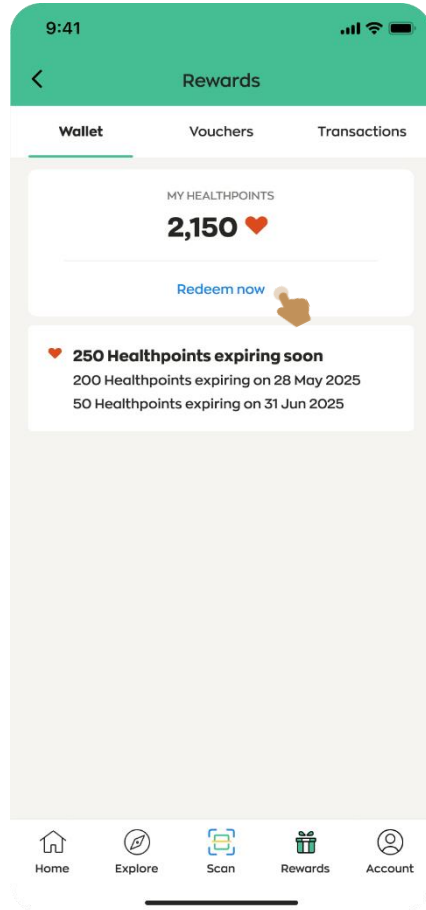 9:41
Rewards
Wallet Vouchers Transactions
MY HEALTHPOINTS
2,150
Redeem now
250 Healthpoints expiring soon
200 Healthpoints expiring on 28 May 2025
50 Healthpoints expiring on 31 Jun 2025
Home Explore Scan Rewards Account